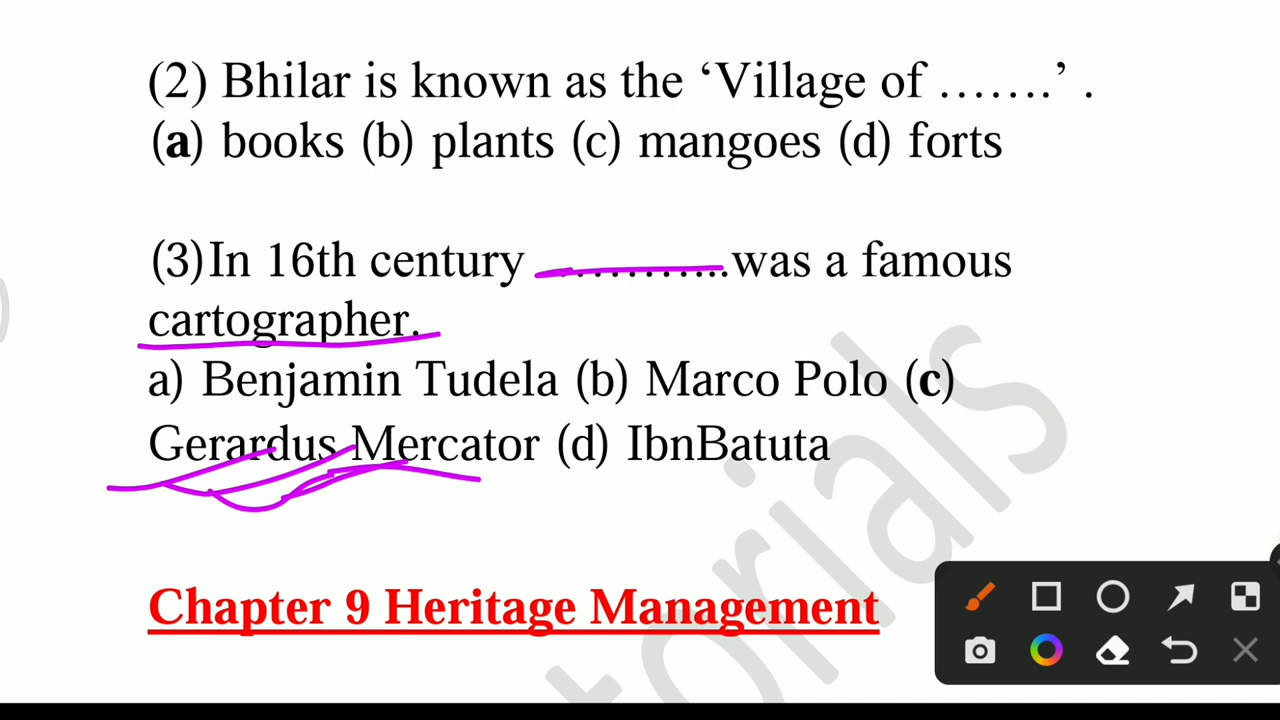 (2) Bhilar is known as the ‘Village of …….’ .
(a) books (b) plants (c) mangoes (d) forts
(3)In 16th century ………..was a famous
cartographer.
a) Benjamin Tudela (b) Marco Polo (c)
Gerardus Mercator (d) IbnBatuta
Chapter 9 Heritage Management